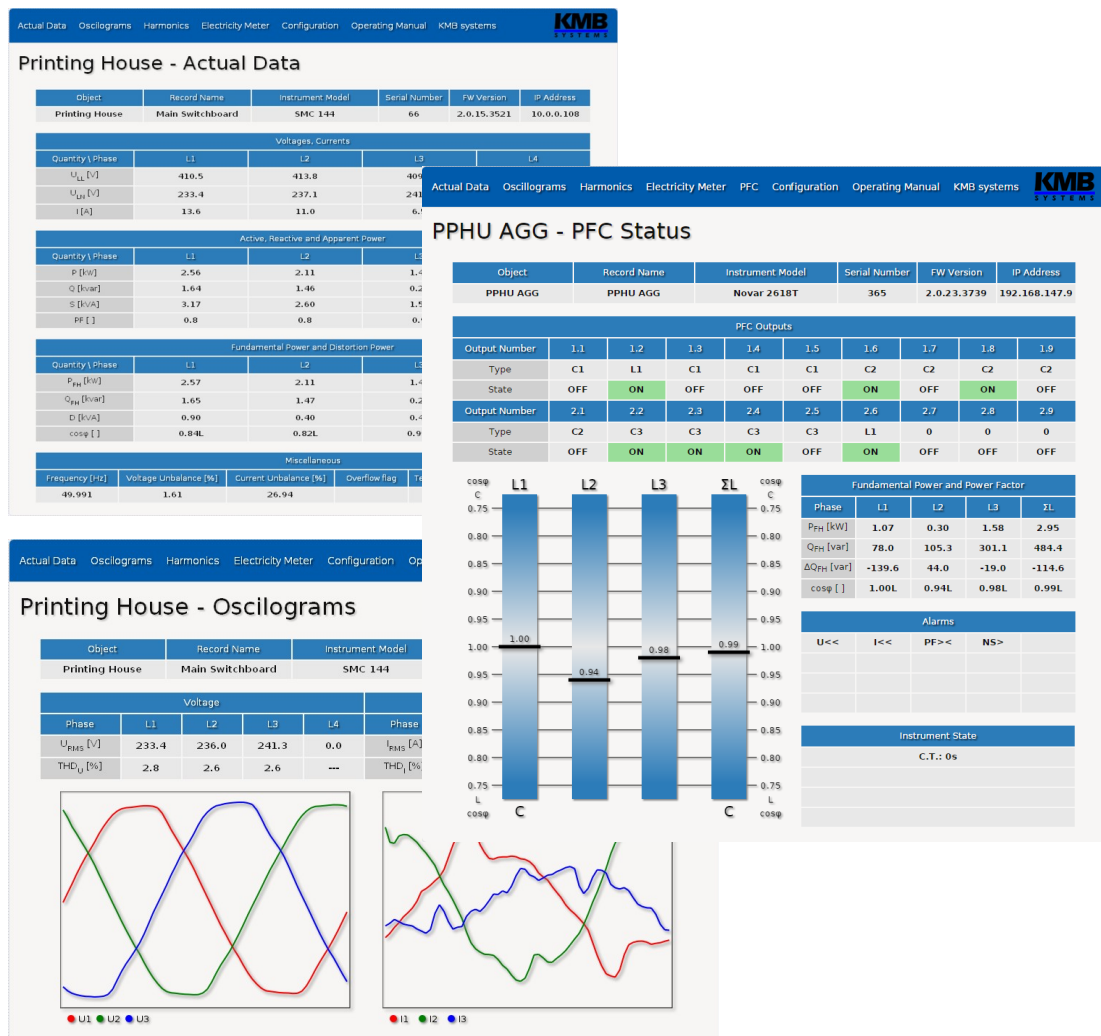 Actual Data Oscilograms Harmonics Electricity Meter Configuration Operating Manual KMB systems KMB SYSTEMS
Printing House - Actual Data
Object Record Name Instrument Model Serial Number FW Version IP Address
Printing House Main Switchboard SMC 144 66 2.0.15.3521 10.0.0.108
Voltages, Currents
Quantity \ Phase L1 L2 L3 L4
ULL [V] 410.5 413.8 409
ULN [V] 233.4 237.1 241
I [A] 13.6 11.0 6.
Active, Reactive and Apparent Power
Quantity \ Phase L1 L2
P [kW] 2.56 2.11 1.4
Q [kvar] 1.64 1.46 0.2
S [kVA] 3.17 2.60 1.5
PF [ ] 0.8 0.8 0.
Fundamental Power and Distortion Power
Quantity \ Phase L1 L2
PFH [kW] 2.57 2.11 1.4
QFH [kvar] 1.65 1.47 0.2
D [kVA] 0.90 0.40 0.4
cosφ [ ] 0.84L 0.82L 0.9
Miscellaneous
Frequency [Hz] Voltage Unbalance [%] Current Unbalance [%] Overflow flag
49.991 1.61 26.94
Actual Data Oscilograms Harmonics Electricity Meter PFC Configuration Operating Manual KMB systems KMB SYSTEMS
PPHU AGG - PFC Status
Object Record Name Instrument Model Serial Number FW Version IP Address
PPHU AGG PPHU AGG Novar 2618T 365 2.0.23.3739 192.168.147.9
PFC Outputs
Output Number 1.1 1.2 1.3 1.4 1.5 1.6 1.7 1.8 1.9
Type C1 L1 C1 C1 C1 C2 C2 C2 C2
State OFF ON OFF OFF OFF ON OFF ON OFF
Output Number 2.1 2.2 2.3 2.4 2.5 2.6 2.7 2.8 2.9
Type C2 C3 C3 C3 C3 L1 0 0 0
State OFF ON ON ON OFF ON OFF OFF OFF
cosφ L1 L2 L3 ΣL cosφ
C C
0.75 0.75
0.80 0.80
0.85 0.85
0.90 0.90
0.95 0.95
1.00 1.00 0.99 1.00
0.94 0.98
0.95 0.95
0.90 0.90
0.85 0.85
0.80 0.80
0.75 0.75
L L
cosφ C C cosφ
Fundamental Power and Power Factor
Phase L1 L2 L3 ΣL
PFH [kW] 1.07 0.30 1.58 2.95
QFH [var] 78.0 105.3 301.1 484.4
ΔQFH [var] -139.6 44.0 -19.0 -114.6
cosφ [ ] 1.00L 0.94L 0.98L 0.99L
Alarms
U<< I<< PF>< NS>
Instrument State
C.T.: 0s
Actual Data Oscilograms Harmonics Electricity Meter Configuration Op
Printing House - Oscilograms
Object Record Name Instrument Model
Printing House Main Switchboard SMC 144
Voltage
Phase L1 L2 L3 L4 Phase
URMS [V] 233.4 236.0 241.3 0.0 IRMS [A]
THDU [%] 2.8 2.6 2.6 --- THDI [%
U1 U2 U3
I1 I2 I3